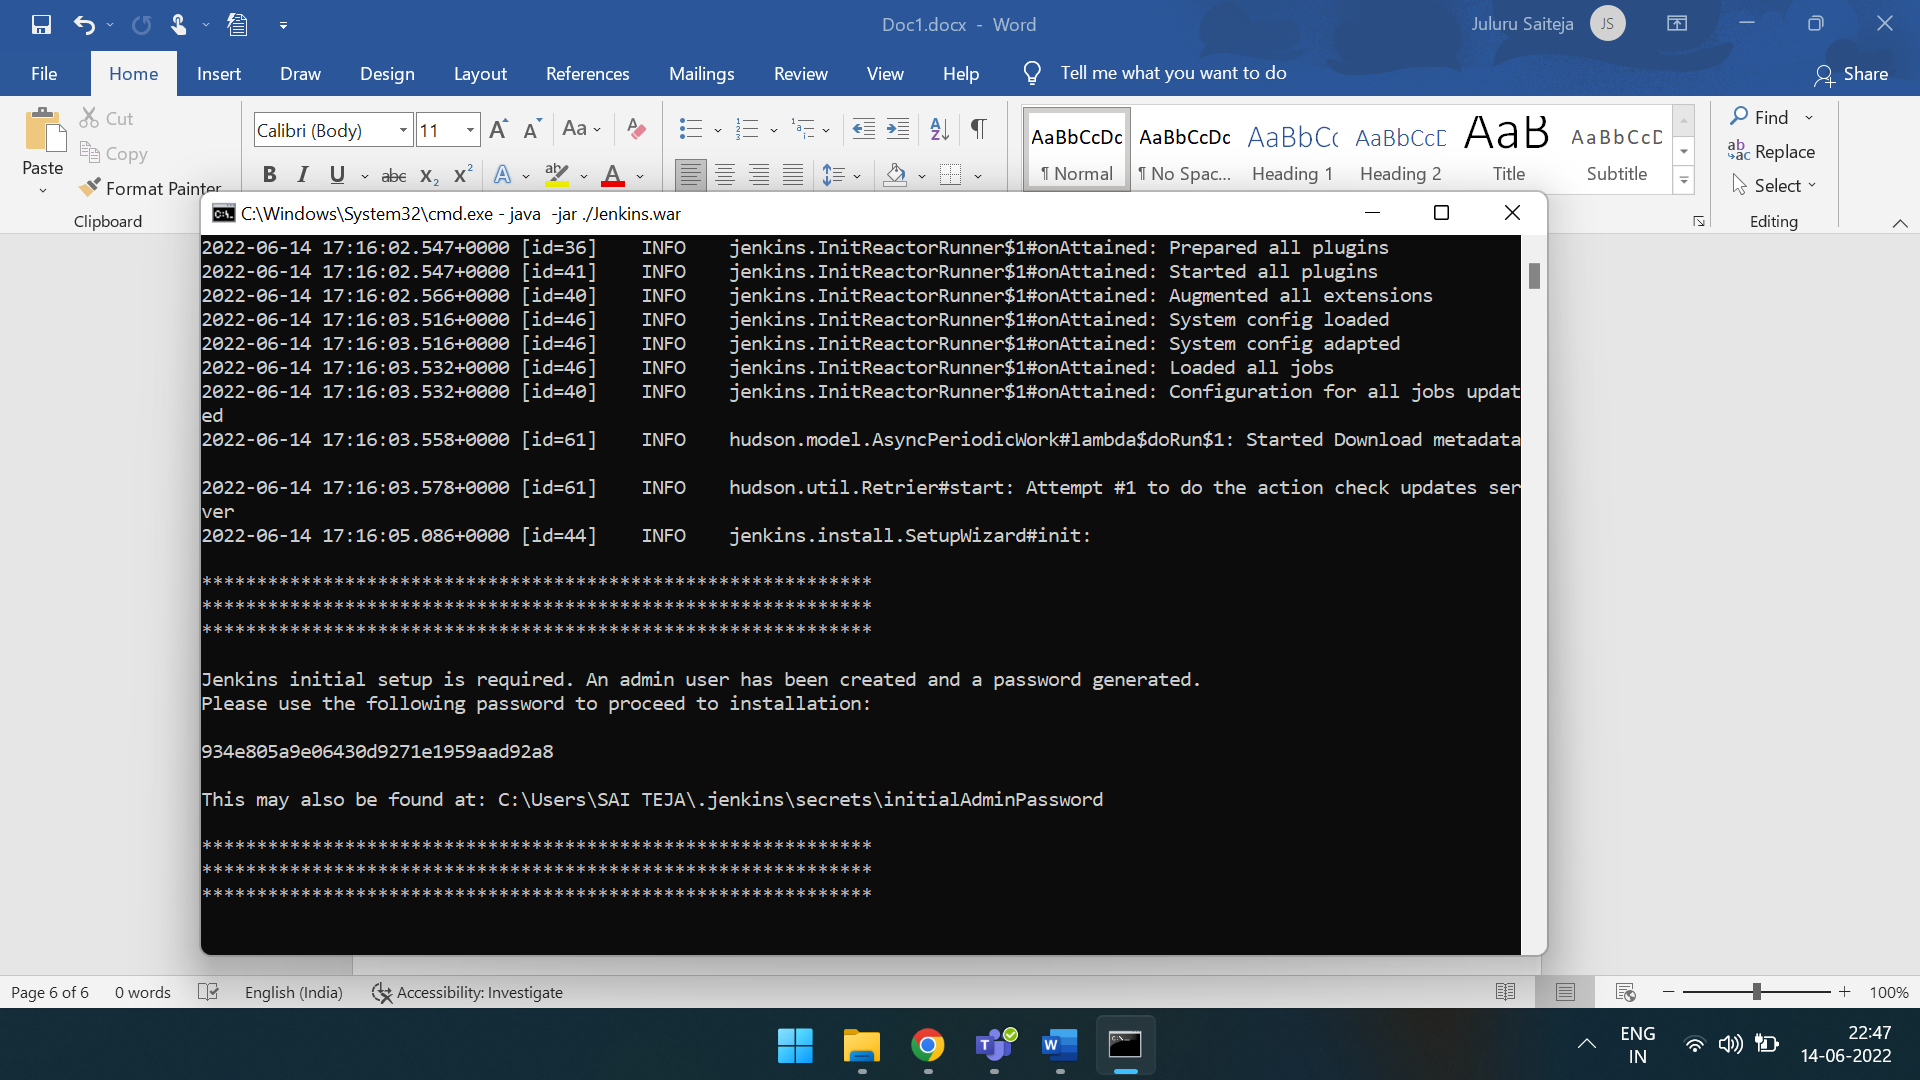 Doc1.docx - Word
Juluru Saiteja
JS
File Home Insert Draw Design Layout References Mailings Review View Help Tell me what you want to do
Share
Paste
Cut
Copy
Format Painter
Clipboard
Calibri (Body) 11
AaBbCcDc AaBbCcDc AaBbC AaBbCcD AaB AaBbCcD
¶ Normal ¶ No Spac... Heading 1 Heading 2 Title Subtitle
Find
Replace
Select
Editing
C:\Windows\System32\cmd.exe - java -jar ./Jenkins.war
2022-06-14 17:16:02.547+0000 [id=36] INFO jenkins.InitReactorRunner$1#onAttained: Prepared all plugins
2022-06-14 17:16:02.547+0000 [id=41] INFO jenkins.InitReactorRunner$1#onAttained: Started all plugins
2022-06-14 17:16:02.566+0000 [id=40] INFO jenkins.InitReactorRunner$1#onAttained: Augmented all extensions
2022-06-14 17:16:03.516+0000 [id=46] INFO jenkins.InitReactorRunner$1#onAttained: System config loaded
2022-06-14 17:16:03.516+0000 [id=46] INFO jenkins.InitReactorRunner$1#onAttained: System config adapted
2022-06-14 17:16:03.532+0000 [id=46] INFO jenkins.InitReactorRunner$1#onAttained: Loaded all jobs
2022-06-14 17:16:03.532+0000 [id=40] INFO jenkins.InitReactorRunner$1#onAttained: Configuration for all jobs updat
ed
2022-06-14 17:16:03.558+0000 [id=61] INFO hudson.model.AsyncPeriodicWork#lambda$doRun$1: Started Download metadata
2022-06-14 17:16:03.578+0000 [id=61] INFO hudson.util.Retrier#start: Attempt #1 to do the action check updates ser
ver
2022-06-14 17:16:05.086+0000 [id=44] INFO jenkins.install.SetupWizard#init:
*************************************************************
*************************************************************
*************************************************************
Jenkins initial setup is required. An admin user has been created and a password generated.
Please use the following password to proceed to installation:
934e805a9e06430d9271e1959aad92a8
This may also be found at: C:\Users\SAI TEJA\.jenkins\secrets\initialAdminPassword
*************************************************************
*************************************************************
*************************************************************
Page 6 of 6 0 words English (India) Accessibility: Investigate
100%
ENG
IN
22:47
14-06-2022